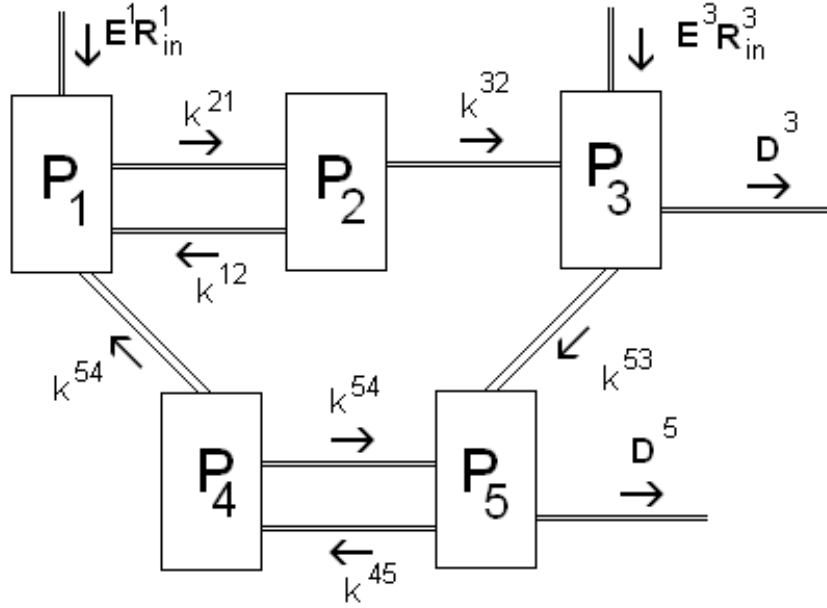 E¹R¹ᵢₙ
E³R³ᵢₙ
k²¹
k³²
D³
P₁
P₂
P₃
k¹²
k⁵⁴
k⁵⁴
k⁵³
D⁵
P₄
P₅
k⁴⁵